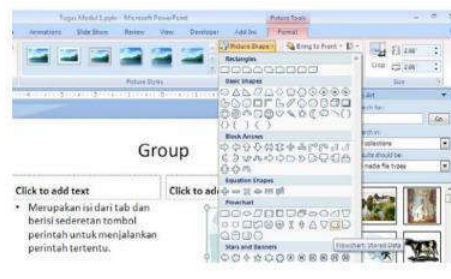 Tugas Modul 2.pptx - Microsoft PowerPoint
Picture Tools
Animations Slide Show Review View Developer Add Ins Format
Picture Shape
Bring to Front
Crop
Size
Picture Styles
Rectangles
Basic Shapes
Block Arrows
Equation Shapes
Flowchart
Flowchart: Stored Data
Stars and Banners
Go
Group
Click to add text
Click to add
• Merupakan isi dari tab dan
berisi sederetan tombol
perintah untuk menjalankan
perintah tertentu.